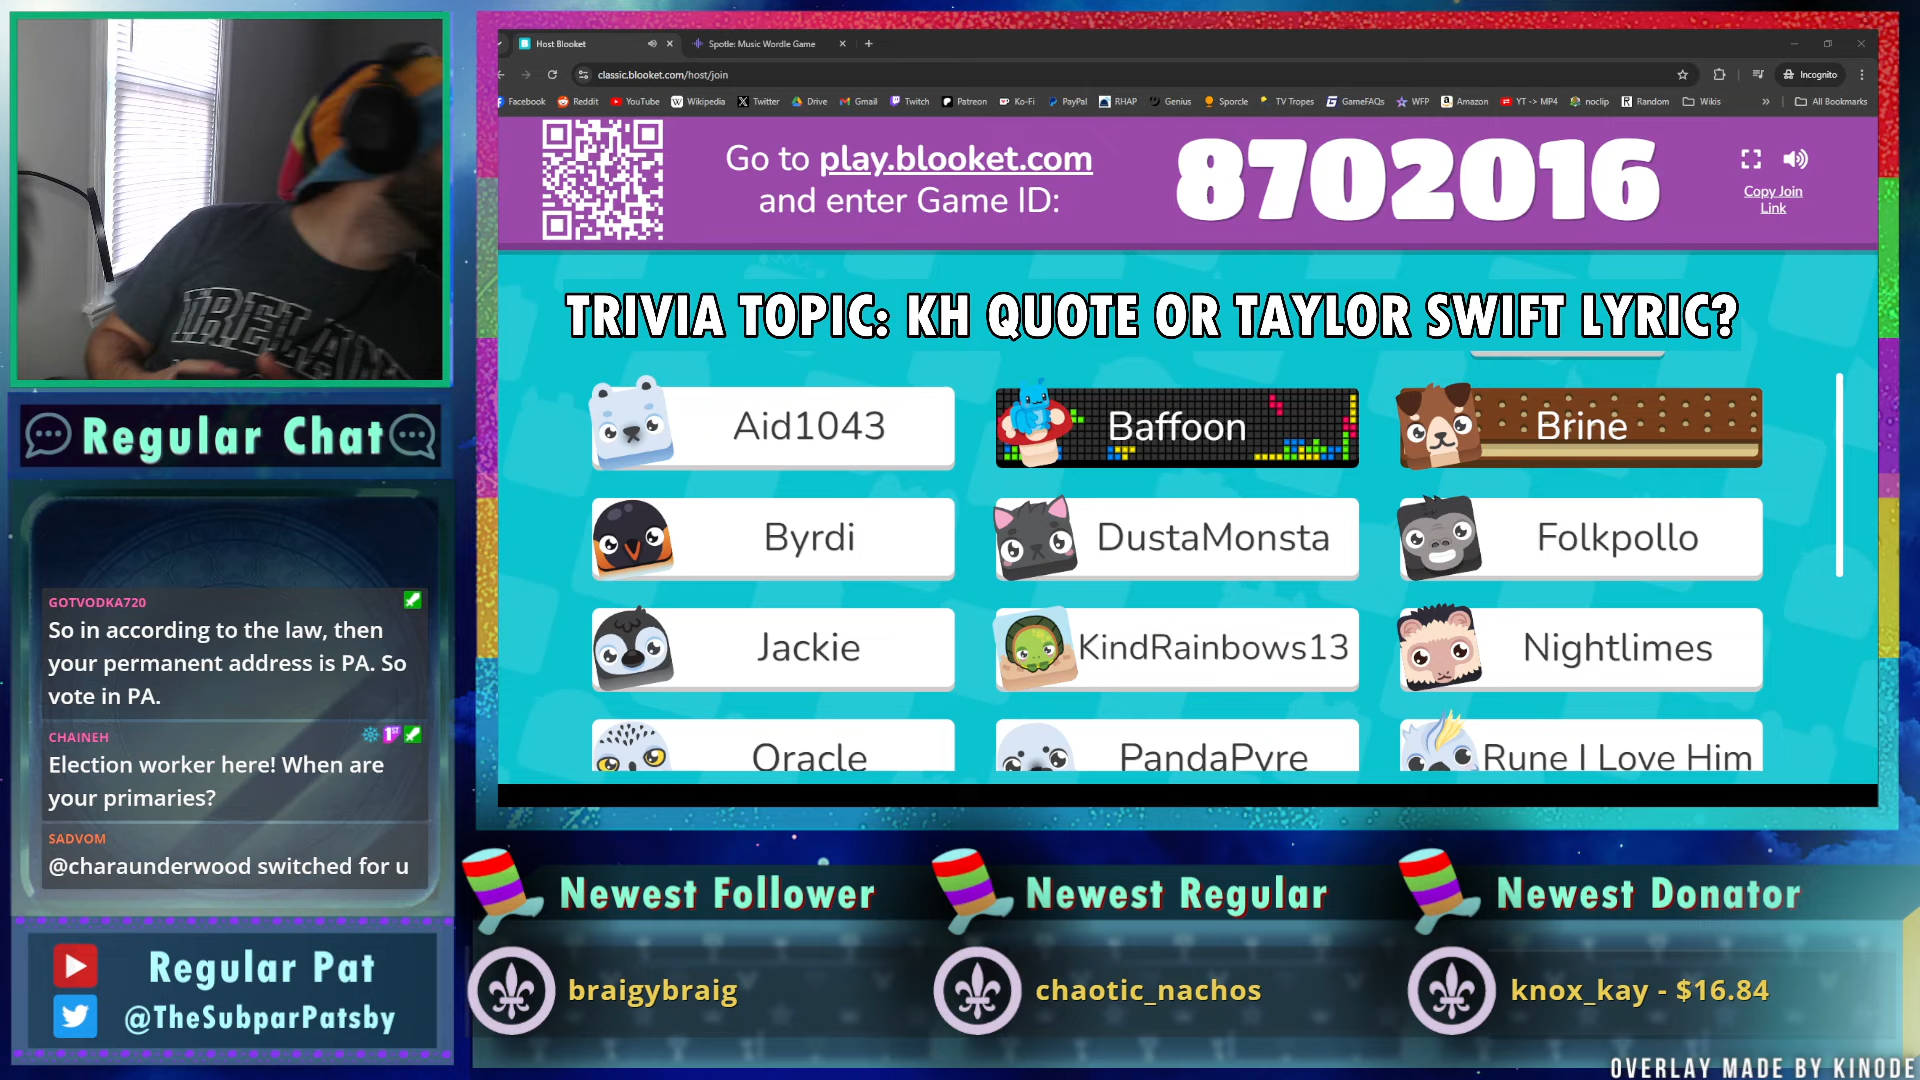 Host Blooket
Spotle: Music Wordle Game
classic.blooket.com/host/join
Incognito
Facebook
Reddit
YouTube
Wikipedia
Twitter
Drive
Gmail
Twitch
Patreon
Ko-Fi
PayPal
RHAP
Genius
Sporcle
TV Tropes
GameFAQs
WFP
Amazon
YT -> MP4
noclip
Random
Wikis
All Bookmarks
Go to play.blooket.com
and enter Game ID:
8702016
Copy Join
Link
TRIVIA TOPIC: KH QUOTE OR TAYLOR SWIFT LYRIC?
Aid1043
Baffoon
Brine
Byrdi
DustaMonsta
Folkpollo
Jackie
KindRainbows13
Nightlimes
Oracle
PandaPyre
Rune I Love Him
IRELAND
Regular Chat
GOTVODKA720
So in according to the law, then
your permanent address is PA. So
vote in PA.
CHAINEH
1ST
Election worker here! When are
your primaries?
SADVOM
@charaunderwood switched for u
Regular Pat
@TheSubparPatsby
Newest Follower
braigybraig
Newest Regular
chaotic_nachos
Newest Donator
knox_kay - $16.84
OVERLAY MADE BY KINODE